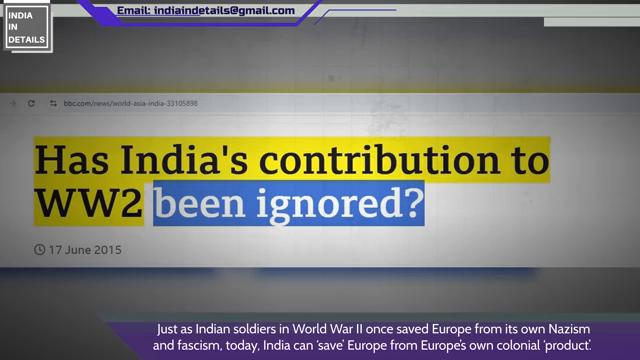 INDIA
IN
DETAILS
Email: indiaindetails@gmail.com
bbc.com/news/world-asia-india-33105898
Has India's contribution to
WW2 been ignored?
17 June 2015
Just as Indian soldiers in World War II once saved Europe from its own Nazism
and fascism, today, India can ‘save’ Europe from Europe’s own colonial ‘product’.